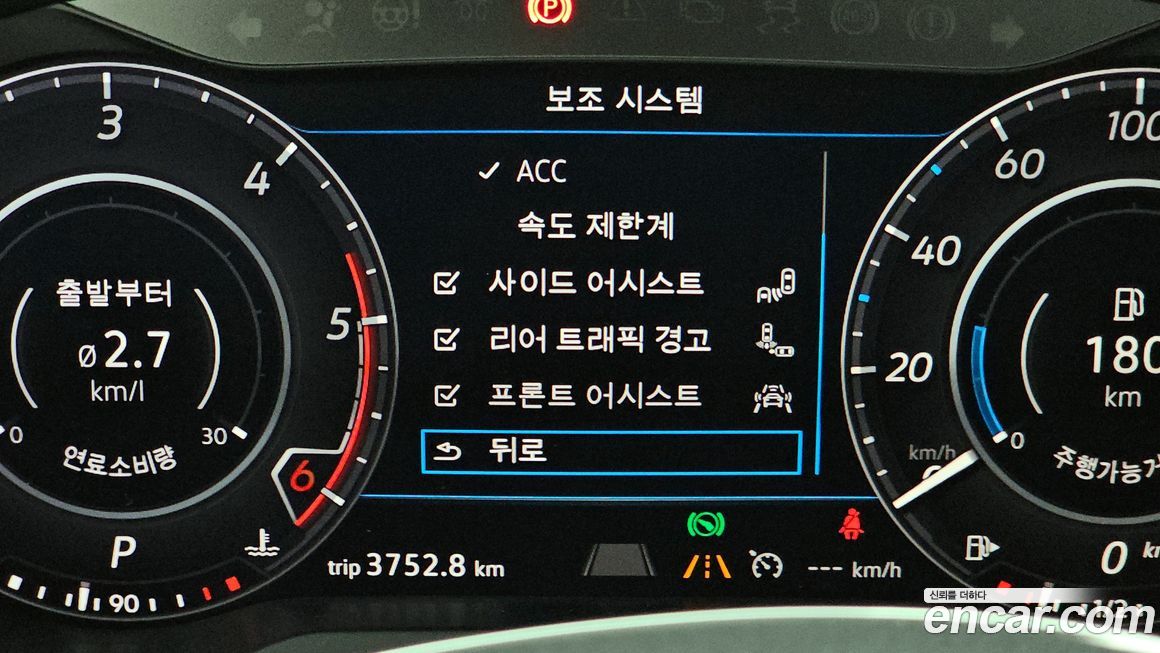 보조 시스템
✓ ACC
속도 제한계
사이드 어시스트
리어 트래픽 경고
프론트 어시스트
뒤로
3
4
5
6
출발부터
ø 2.7
km/l
0
30
연료소비량
P
90
trip 3752.8 km
--- km/h
100
60
40
20
km/h
180
km
0
주행가능거
0 km
1/2
신뢰를 더하다
encar.com